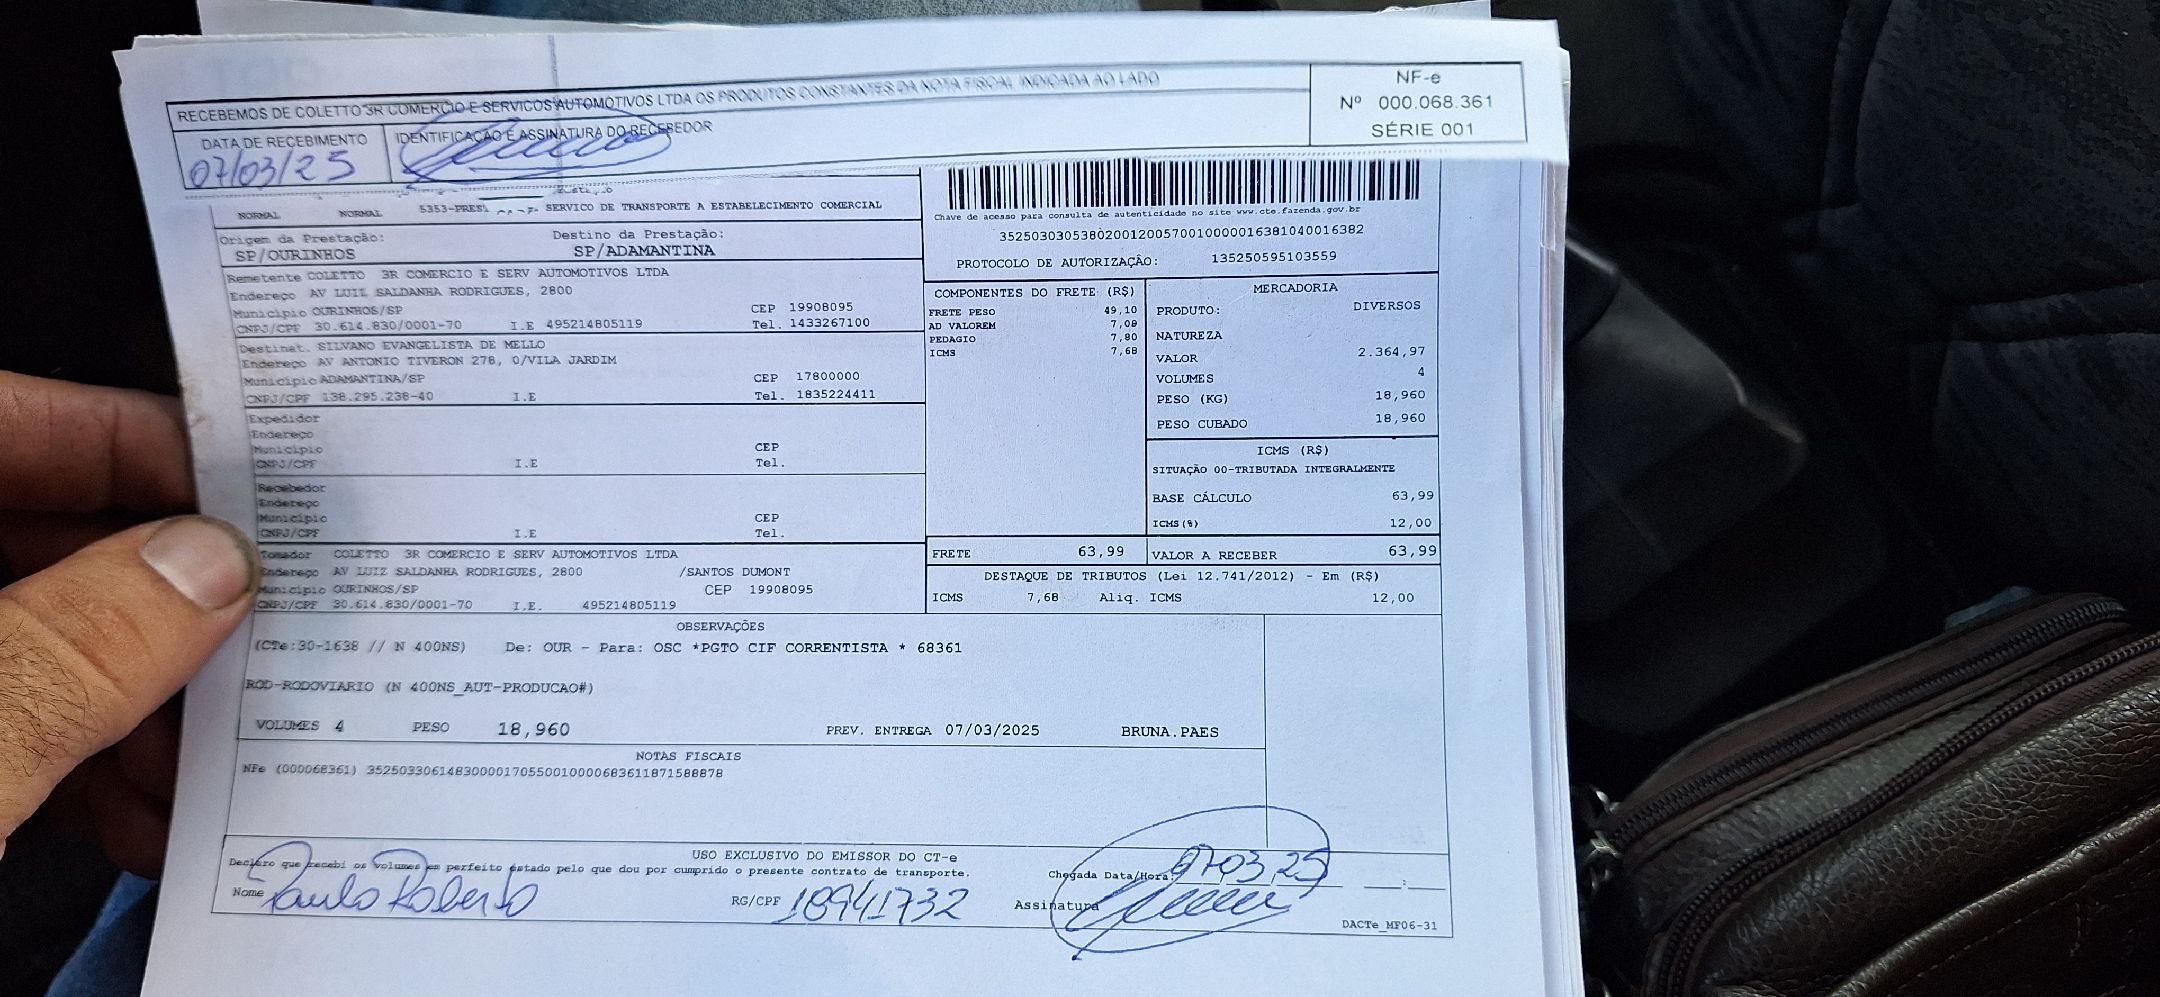 RECEBEMOS DE COLETTO 3R COMERCIO E SERVICOS AUTOMOTIVOS LTDA OS PRODUTOS CONSTANTES DA NOTA FISCAL INDICADA AO LADO
NF-e
Nº 000.068.361
SÉRIE 001
DATA DE RECEBIMENTO
07/03/25
IDENTIFICAÇÃO E ASSINATURA DO RECEBEDOR
NORMAL NORMAL 5353- SERVICO DE TRANSPORTE A ESTABELECIMENTO COMERCIAL
Origem da Prestação:
SP/OURINHOS
Destino da Prestação:
SP/ADAMANTINA
Chave de acesso para consulta de autenticidade no site www.cte.fazenda.gov.br
35250303053802001200570010000016381040016382
PROTOCOLO DE AUTORIZAÇÃO: 135250595103559
Remetente COLETTO 3R COMERCIO E SERV AUTOMOTIVOS LTDA
Endereço AV LUIZ SALDANHA RODRIGUES, 2800
Município OURINHOS/SP CEP 19908095
CNPJ/CPF 30.614.830/0001-70 I.E 495214805119 Tel. 1433267100
Destinat. SILVANO EVANGELISTA DE MELLO
Endereço AV ANTONIO TIVERON 278, 0/VILA JARDIM
Município ADAMANTINA/SP CEP 17800000
CNPJ/CPF 138.295.238-40 I.E Tel. 1835224411
Expedidor
Endereço
Município CEP
CNPJ/CPF I.E Tel.
Recebedor
Endereço
Município CEP
CNPJ/CPF I.E Tel.
Tomador COLETTO 3R COMERCIO E SERV AUTOMOTIVOS LTDA
Endereço AV LUIZ SALDANHA RODRIGUES, 2800 /SANTOS DUMONT
Município OURINHOS/SP CEP 19908095
CNPJ/CPF 30.614.830/0001-70 I.E. 495214805119
COMPONENTES DO FRETE (R$)
FRETE PESO 49,10
AD VALOREM 7,08
PEDAGIO 7,80
ICMS 7,68
MERCADORIA
PRODUTO: DIVERSOS
NATUREZA
VALOR 2.364,97
VOLUMES 4
PESO (KG) 18,960
PESO CUBADO 18,960
ICMS (R$)
SITUAÇÃO 00-TRIBUTADA INTEGRALMENTE
BASE CÁLCULO 63,99
ICMS(%) 12,00
FRETE 63,99
VALOR A RECEBER 63,99
DESTAQUE DE TRIBUTOS (Lei 12.741/2012) - Em (R$)
ICMS 7,68 Aliq. ICMS 12,00
OBSERVAÇÕES
(CTe:30-1638 // N 400NS) De: OUR - Para: OSC *PGTO CIF CORRENTISTA * 68361
ROD-RODOVIARIO (N 400NS_AUT-PRODUCAO#)
VOLUMES 4 PESO 18,960 PREV. ENTREGA 07/03/2025 BRUNA.PAES
NOTAS FISCAIS
NFe (000068361) 35250330614830000170550010000683611871588878
USO EXCLUSIVO DO EMISSOR DO CT-e
Declaro que recebi os volumes em perfeito estado pelo que dou por cumprido o presente contrato de transporte.
Chegada Data/Hora: 07,03,25 :
Nome Paulo Roberto RG/CPF 18941732 Assinatura
DACTe_MF06-31